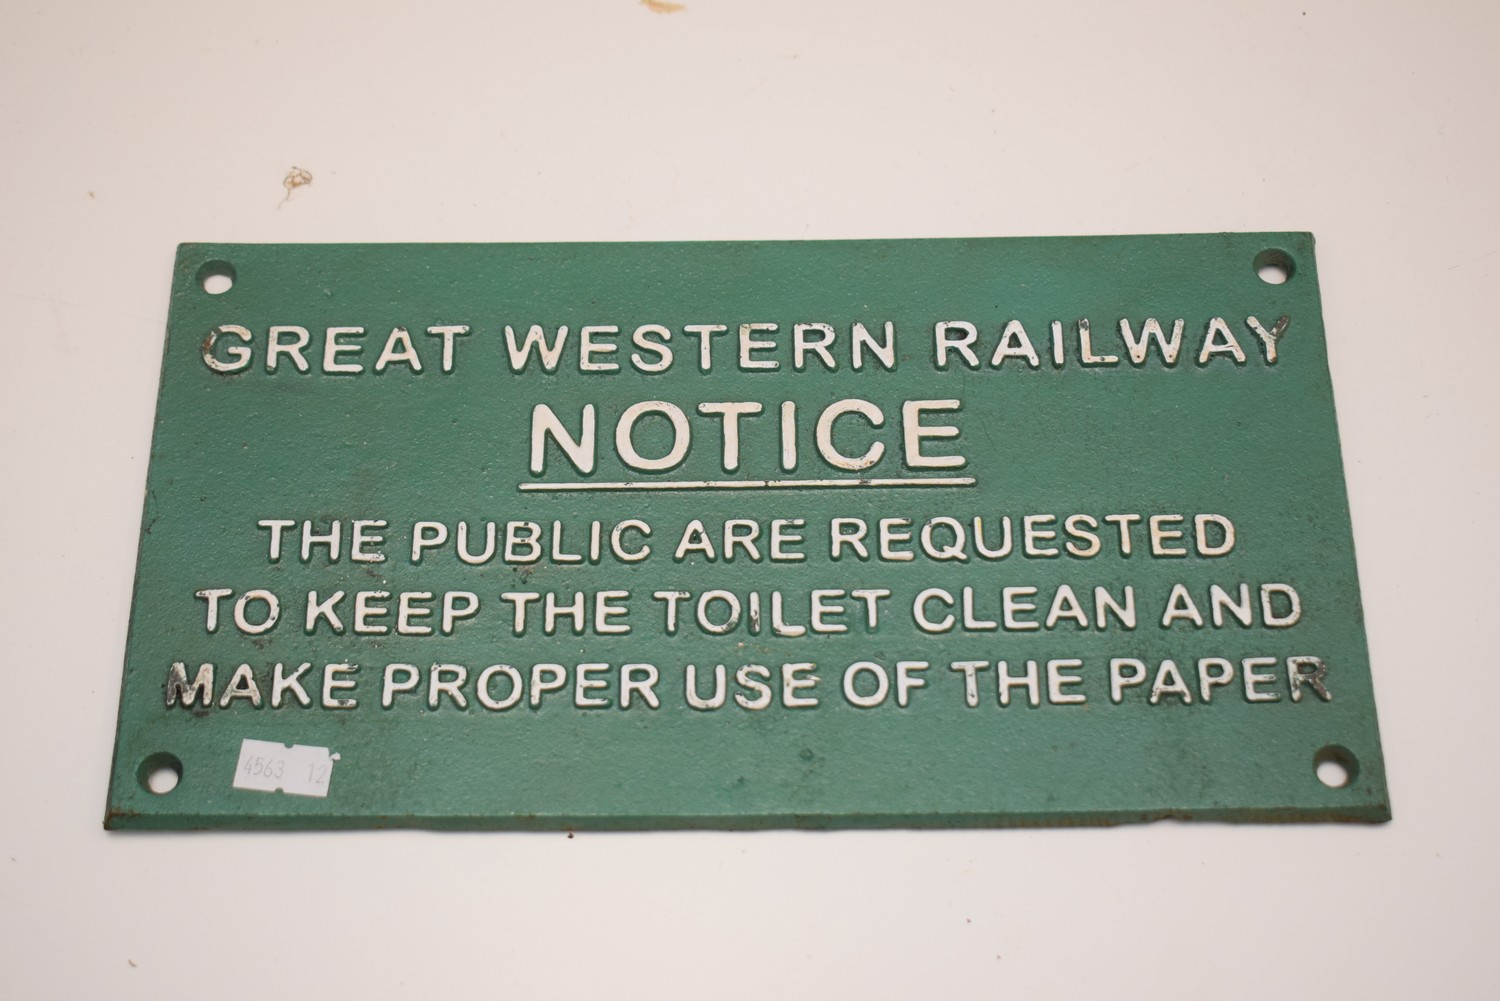 GREAT WESTERN RAILWAY
NOTICE
THE PUBLIC ARE REQUESTED
TO KEEP THE TOILET CLEAN AND
MAKE PROPER USE OF THE PAPER
4563 12